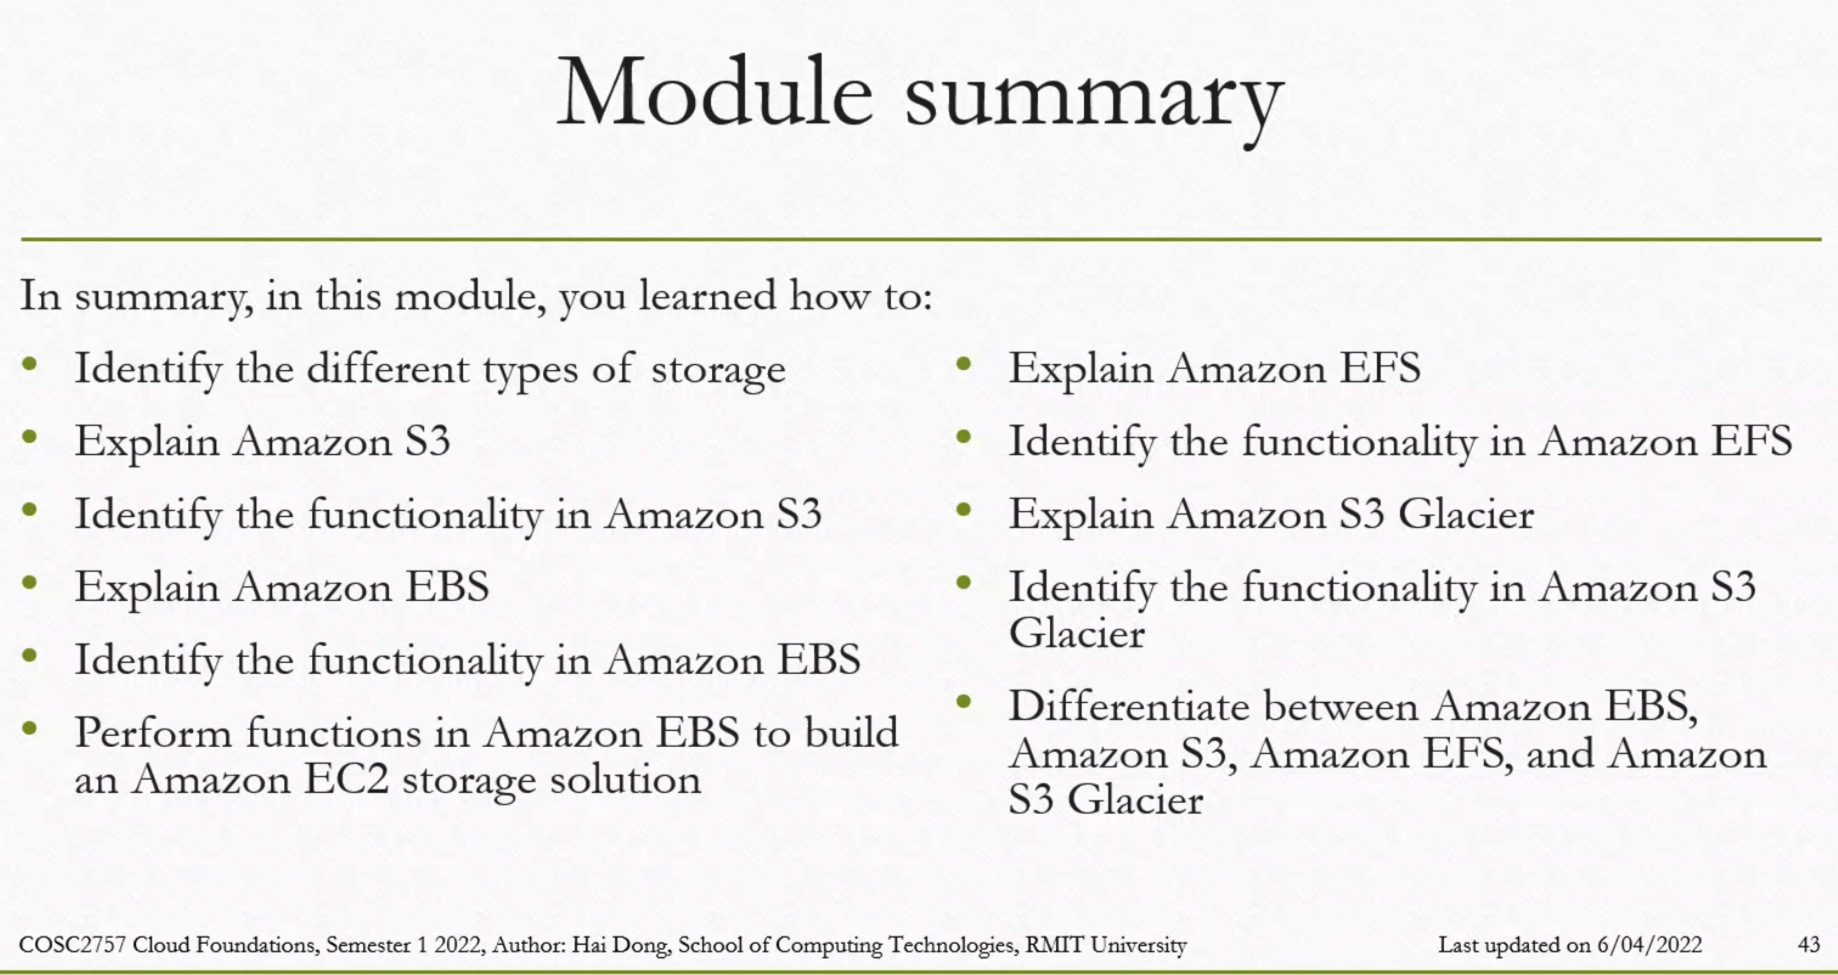 Module summary
In summary, in this module, you learned how to:
• Identify the different types of storage
• Explain Amazon S3
• Identify the functionality in Amazon S3
• Explain Amazon EBS
• Identify the functionality in Amazon EBS
• Perform functions in Amazon EBS to build
an Amazon EC2 storage solution
• Explain Amazon EFS
• Identify the functionality in Amazon EFS
• Explain Amazon S3 Glacier
• Identify the functionality in Amazon S3
Glacier
• Differentiate between Amazon EBS,
Amazon S3, Amazon EFS, and Amazon
S3 Glacier
COSC2757 Cloud Foundations, Semester 1 2022, Author: Hai Dong, School of Computing Technologies, RMIT University
Last updated on 6/04/2022
43